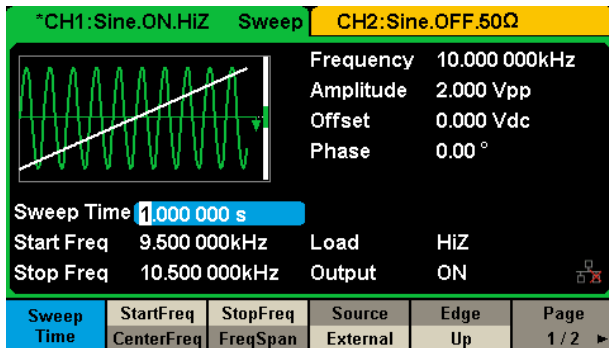 *CH1:Sine.ON.HiZ Sweep CH2:Sine.OFF.50Ω
Frequency 10.000 000kHz
Amplitude 2.000 Vpp
Offset 0.000 Vdc
Phase 0.00 °
Sweep Time 1.000 000 s
Start Freq 9.500 000kHz Load HiZ
Stop Freq 10.500 000kHz Output ON
Sweep Time StartFreq StopFreq Source Edge Page
CenterFreq FreqSpan External Up 1 / 2 ►